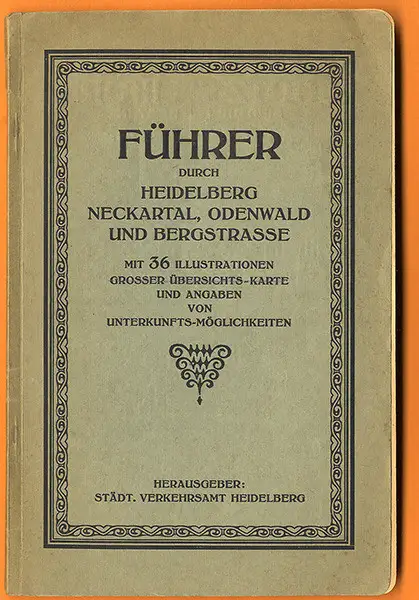 FÜHRER
DURCH
HEIDELBERG
NECKARTAL, ODENWALD
UND BERGSTRASSE
MIT 36 ILLUSTRATIONEN
GROSSER ÜBERSICHTS-KARTE
UND ANGABEN
VON
UNTERKUNFTS-MÖGLICHKEITEN
HERAUSGEBER:
STÄDT. VERKEHRSAMT HEIDELBERG